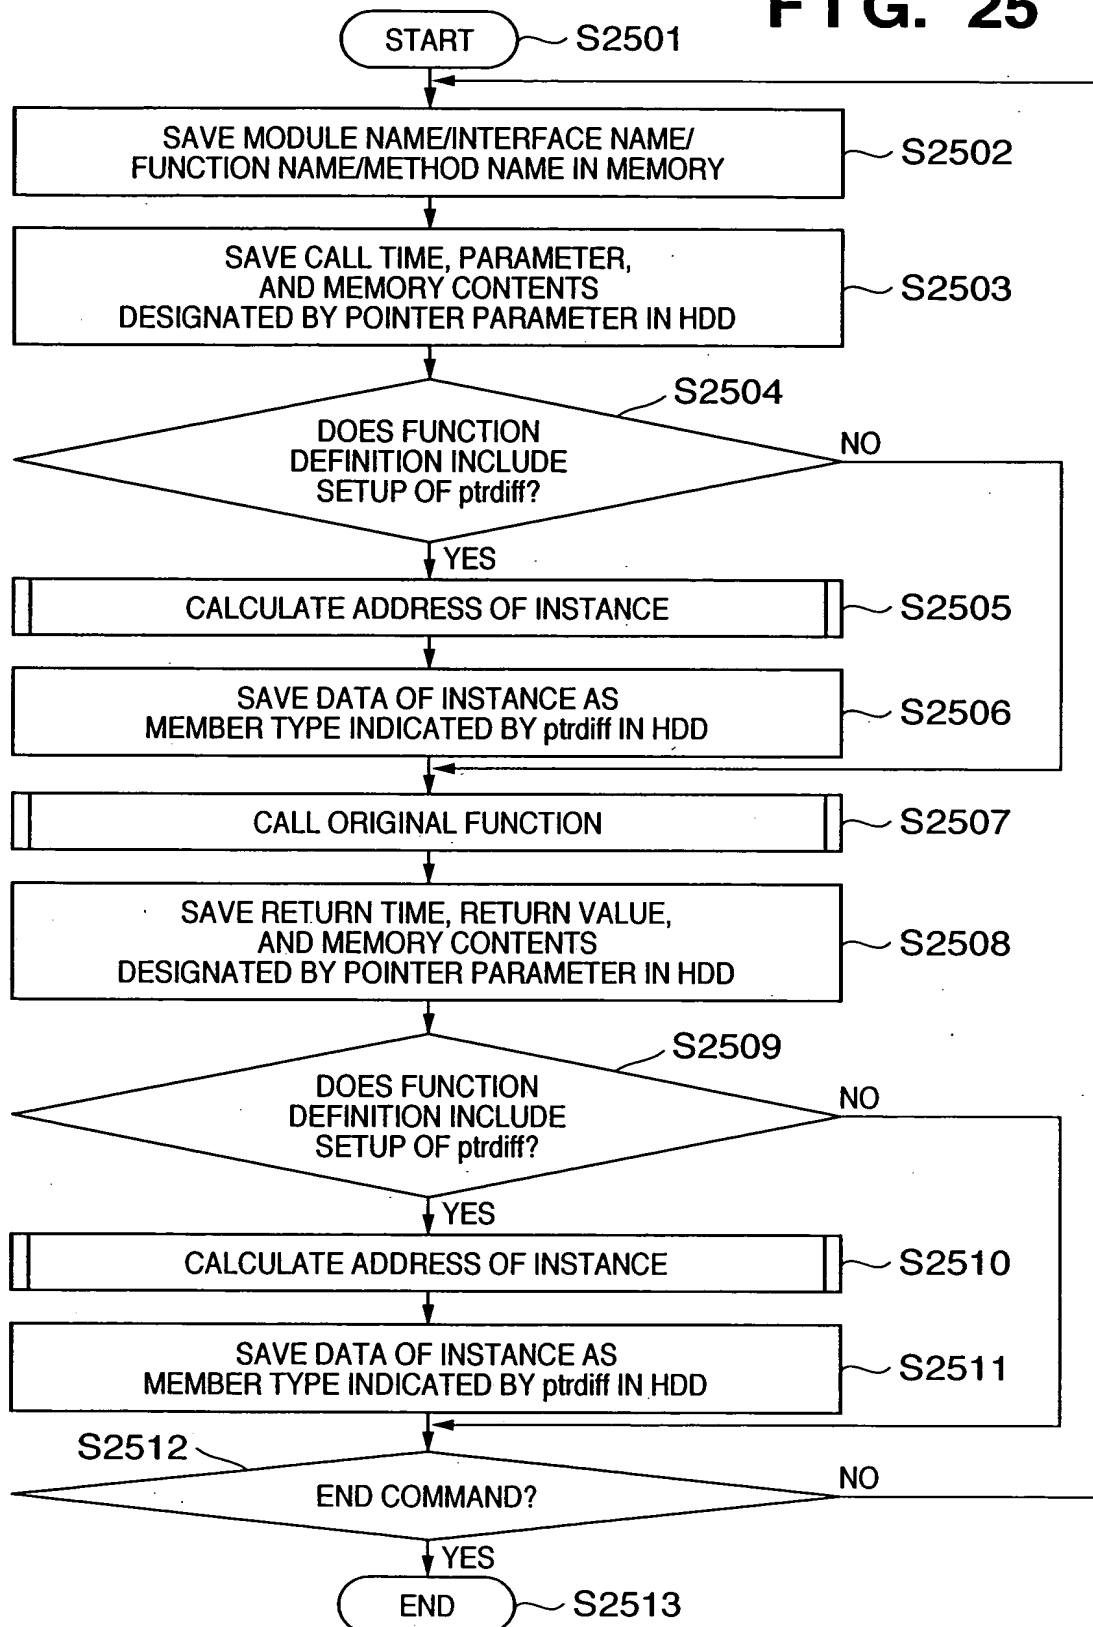 FIG. 25
START
S2501
SAVE MODULE NAME/INTERFACE NAME/
FUNCTION NAME/METHOD NAME IN MEMORY
S2502
SAVE CALL TIME, PARAMETER,
AND MEMORY CONTENTS
DESIGNATED BY POINTER PARAMETER IN HDD
S2503
S2504
DOES FUNCTION
DEFINITION INCLUDE
SETUP OF ptrdiff?
NO
YES
CALCULATE ADDRESS OF INSTANCE
S2505
SAVE DATA OF INSTANCE AS
MEMBER TYPE INDICATED BY ptrdiff IN HDD
S2506
CALL ORIGINAL FUNCTION
S2507
SAVE RETURN TIME, RETURN VALUE,
AND MEMORY CONTENTS
DESIGNATED BY POINTER PARAMETER IN HDD
S2508
S2509
DOES FUNCTION
DEFINITION INCLUDE
SETUP OF ptrdiff?
NO
YES
CALCULATE ADDRESS OF INSTANCE
S2510
SAVE DATA OF INSTANCE AS
MEMBER TYPE INDICATED BY ptrdiff IN HDD
S2511
S2512
END COMMAND?
NO
YES
END
S2513